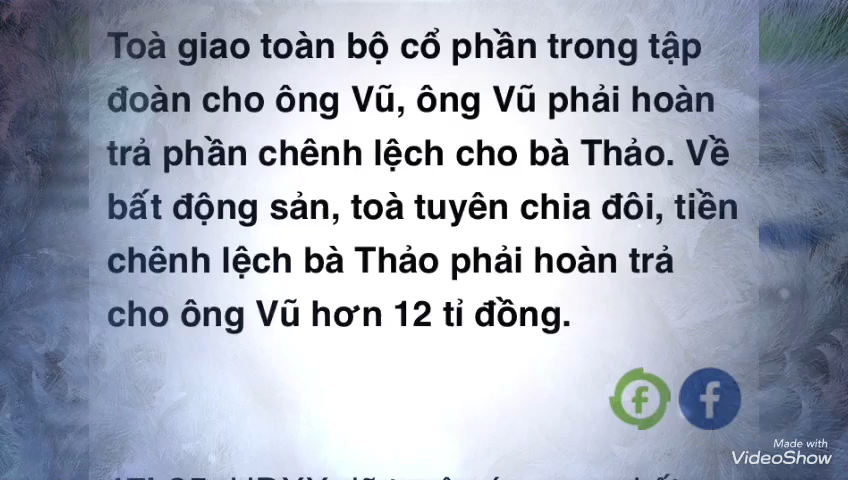 Toà giao toàn bộ cổ phần trong tập
đoàn cho ông Vũ, ông Vũ phải hoàn
trả phần chênh lệch cho bà Thảo. Về
bất động sản, toà tuyên chia đôi, tiền
chênh lệch bà Thảo phải hoàn trả
cho ông Vũ hơn 12 tỉ đồng.
f f
Made with
VideoShow